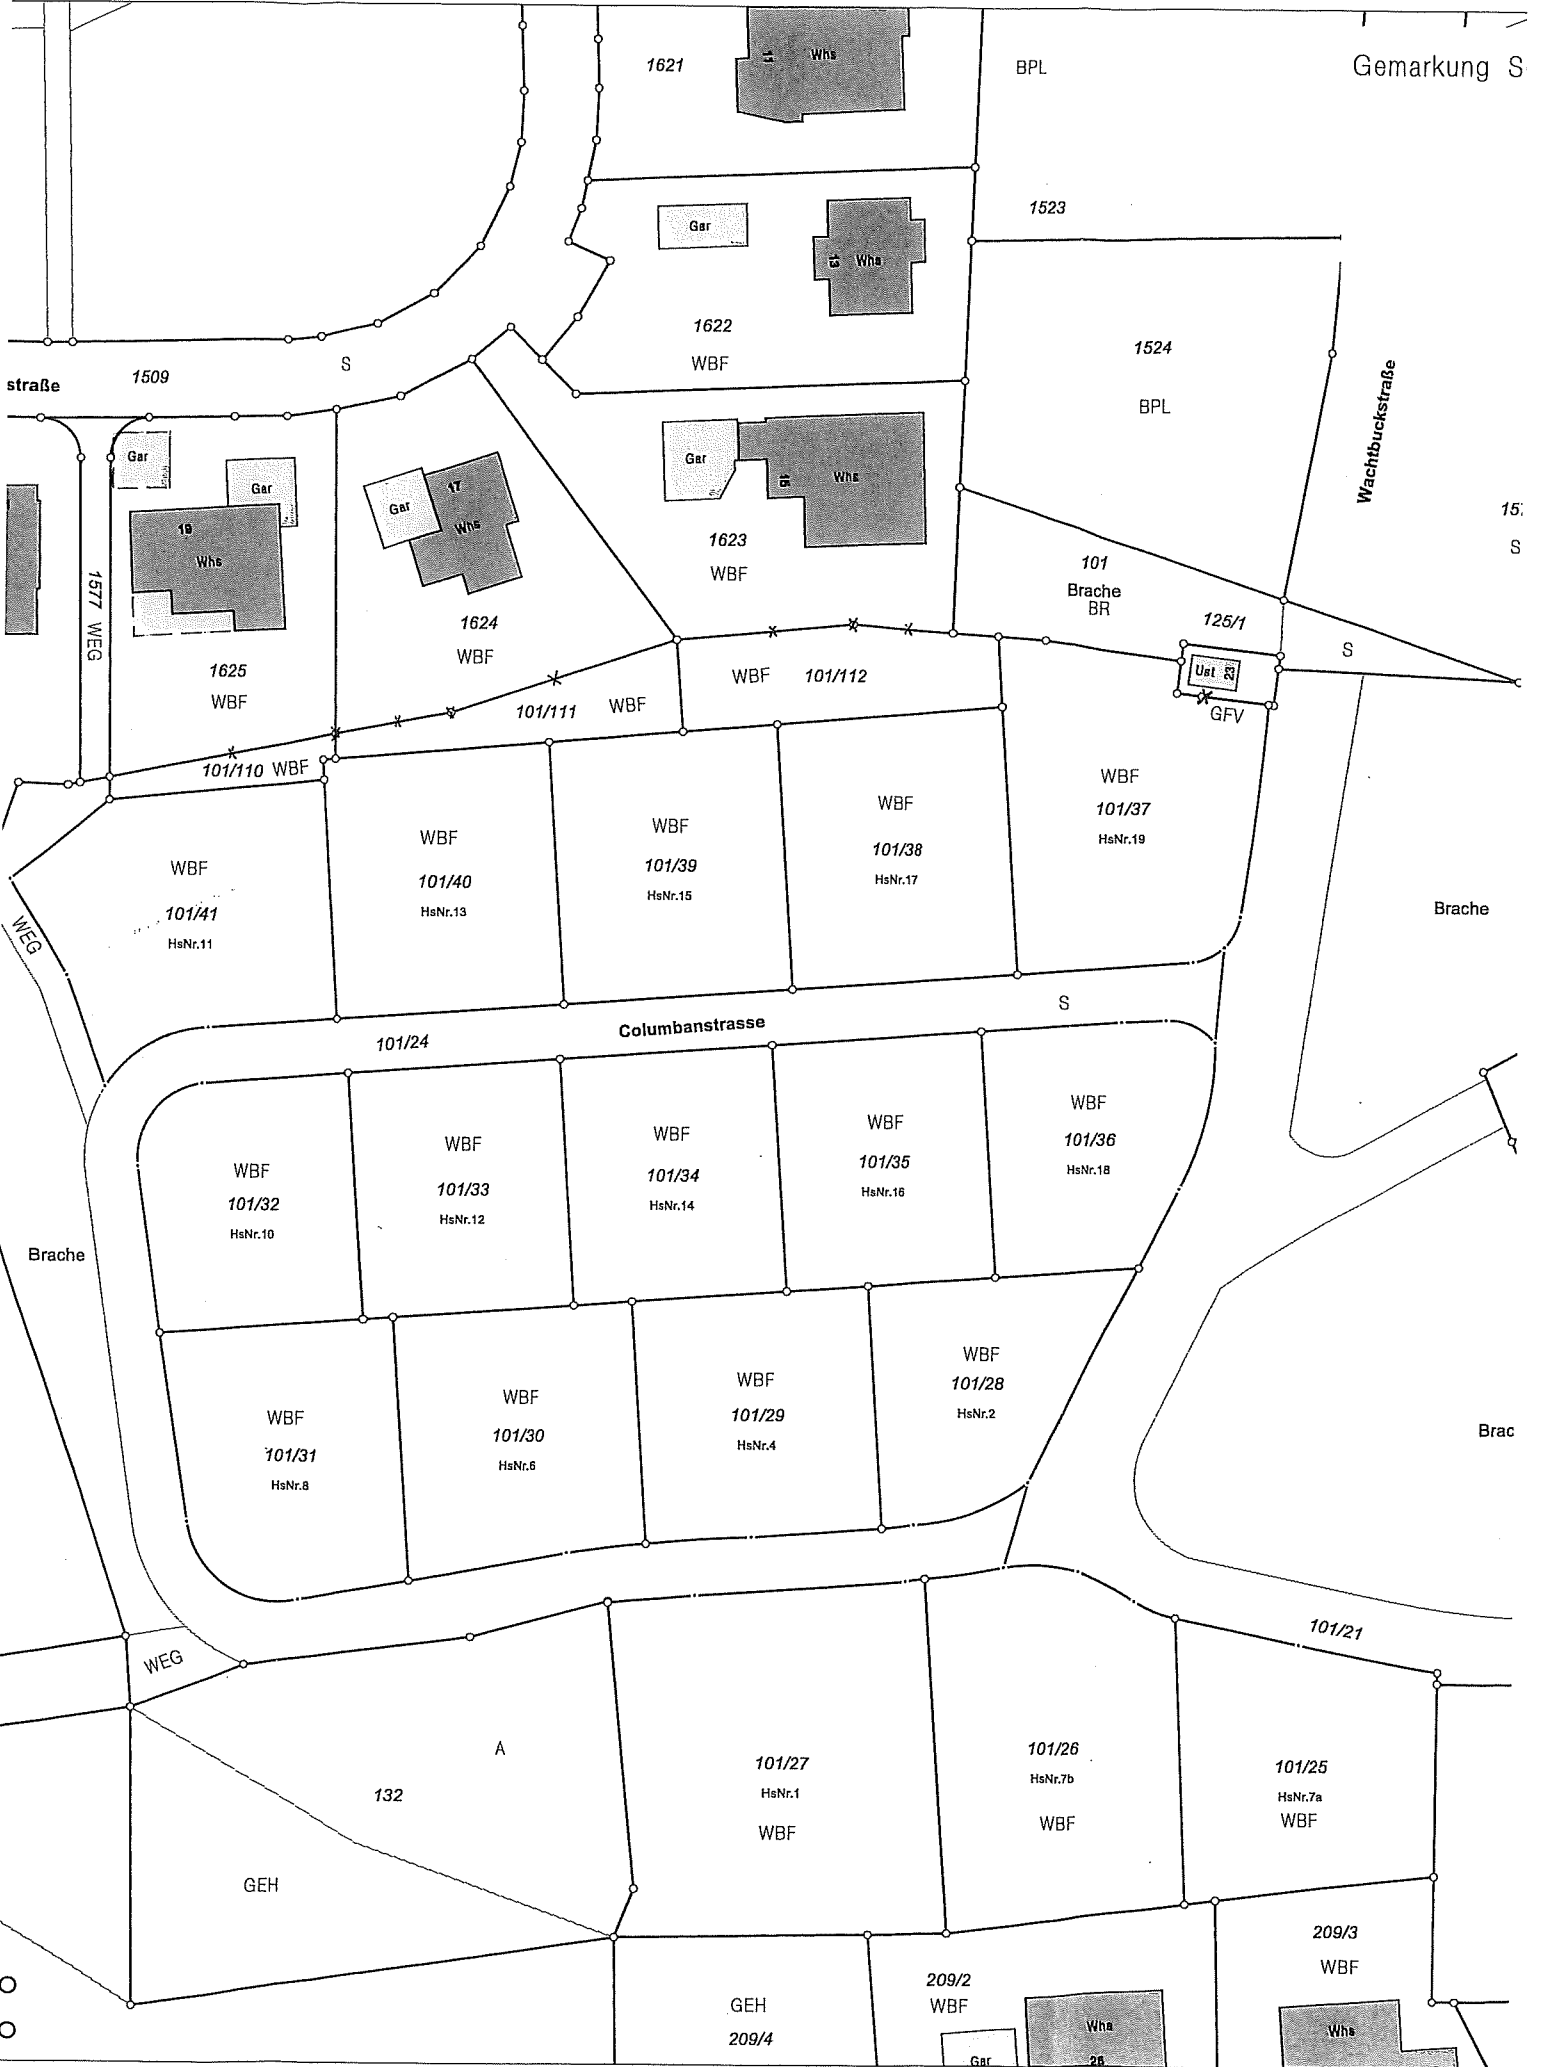 1621
11
Whs
BPL
Gemarkung S
1523
Gar
13
Whs
1622
WBF
1524
BPL
Wachtbuckstraße
straße
1509
S
Gar
Gar
19
Whs
Gar
17
Whs
Gar
15
Whs
1623
WBF
S
101
Brache
BR
125/1
S
1577 WEG
1624
WBF
1625
WBF
WBF
101/112
Ust 23
GFV
101/111
WBF
101/110
WBF
WBF
101/41
HsNr.11
WBF
101/40
HsNr.13
WBF
101/39
HsNr.15
WBF
101/38
HsNr.17
WBF
101/37
HsNr.19
WEG
Brache
101/24
Columbanstrasse
S
WBF
101/32
HsNr.10
WBF
101/33
HsNr.12
WBF
101/34
HsNr.14
WBF
101/35
HsNr.16
WBF
101/36
HsNr.18
Brache
WBF
101/31
HsNr.8
WBF
101/30
HsNr.6
WBF
101/29
HsNr.4
WBF
101/28
HsNr.2
Brac
101/21
WEG
A
132
GEH
101/27
HsNr.1
WBF
101/26
HsNr.7b
WBF
101/25
HsNr.7a
WBF
209/3
WBF
209/2
WBF
GEH
209/4
Gar
Whs
Whs